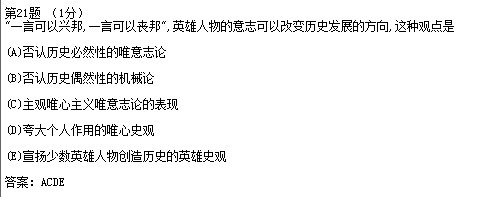 第21题 （1分）
“一言可以兴邦,一言可以丧邦”,英雄人物的意志可以改变历史发展的方向,这种观点是
(A)否认历史必然性的唯意志论
(B)否认历史偶然性的机械论
(C)主观唯心主义唯意志论的表现
(D)夸大个人作用的唯心史观
(E)宣扬少数英雄人物创造历史的英雄史观
答案: ACDE